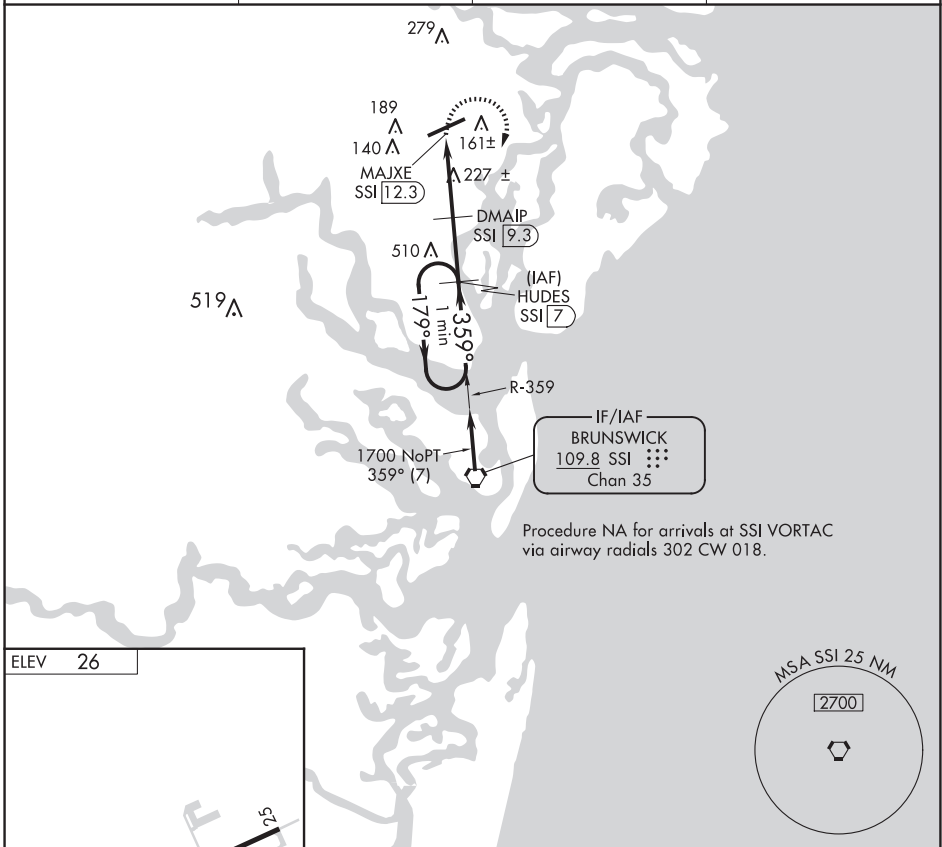 279
189
140
161±
MAJXE
SSI 12.3
227 ±
DMAIP
SSI 9.3
510
(IAF)
HUDES
SSI 7
519
179°
1 min
359°
R-359
IF/IAF
BRUNSWICK
109.8 SSI
Chan 35
1700 NoPT
359° (7)
Procedure NA for arrivals at SSI VORTAC
via airway radials 302 CW 018.
ELEV 26
MSA SSI 25 NM
2700
25